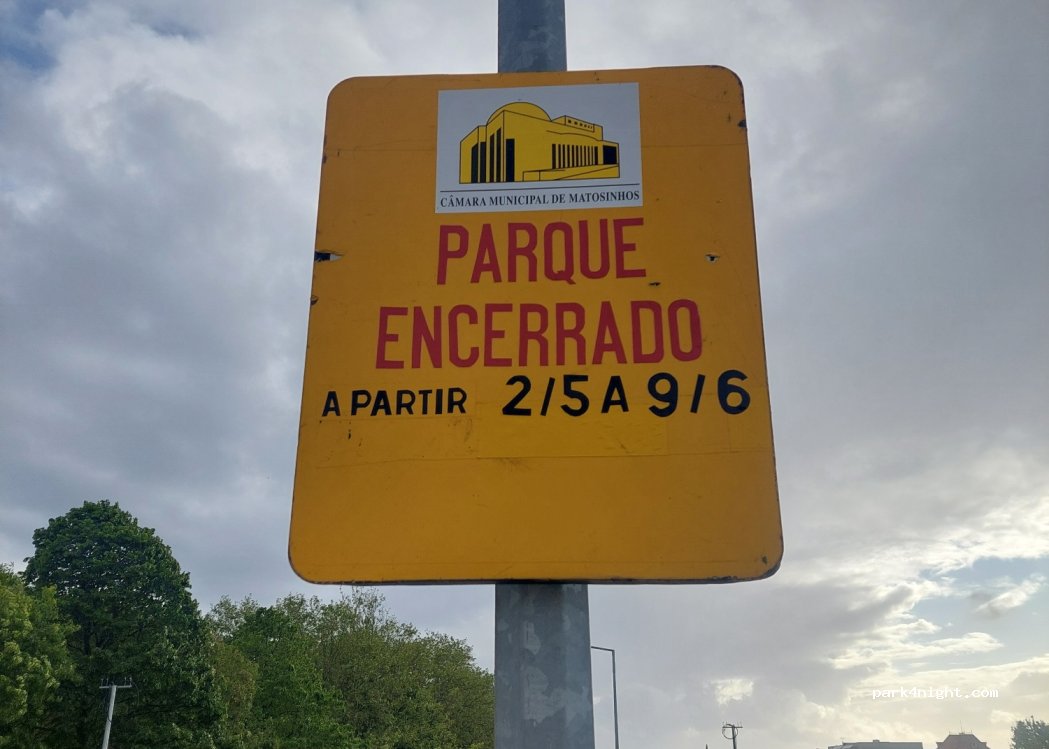 CÂMARA MUNICIPAL DE MATOSINHOS
PARQUE
ENCERRADO
A PARTIR 2/5 A 9/6
park4night.com